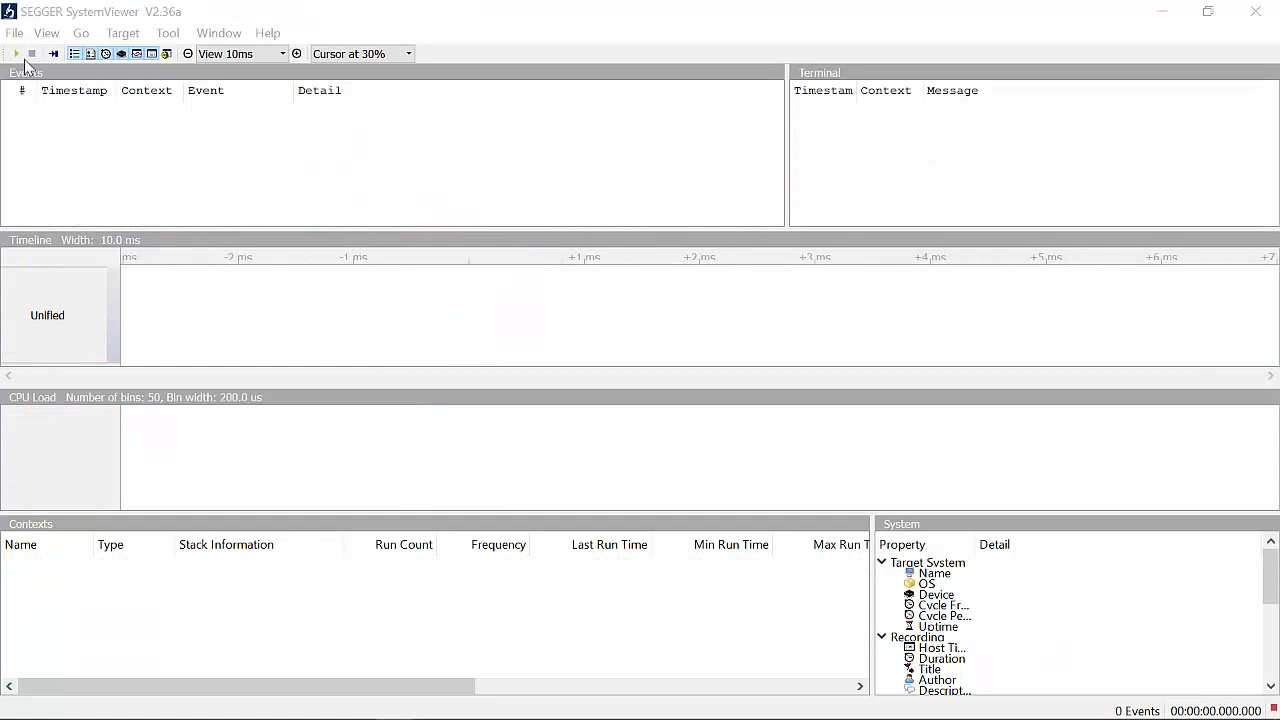 SEGGER SystemViewer V2.36a
File View Go Target Tool Window Help
View 10ms Cursor at 30%
Events
# Timestamp Context Event Detail
Terminal
Timestam Context Message
Timeline Width: 10.0 ms
ms -2 ms -1 ms +1 ms +2 ms +3 ms +4 ms +5 ms +6 ms +7
Unified
CPU Load Number of bins: 50, Bin width: 200.0 us
Contexts
Name Type Stack Information Run Count Frequency Last Run Time Min Run Time Max Run T
System
Property Detail
Target System
Name
OS
Device
Cycle Fr...
Cycle Pe...
Uptime
Recording
Host Ti...
Duration
Title
Author
Descript...
0 Events 00:00:00.000.000